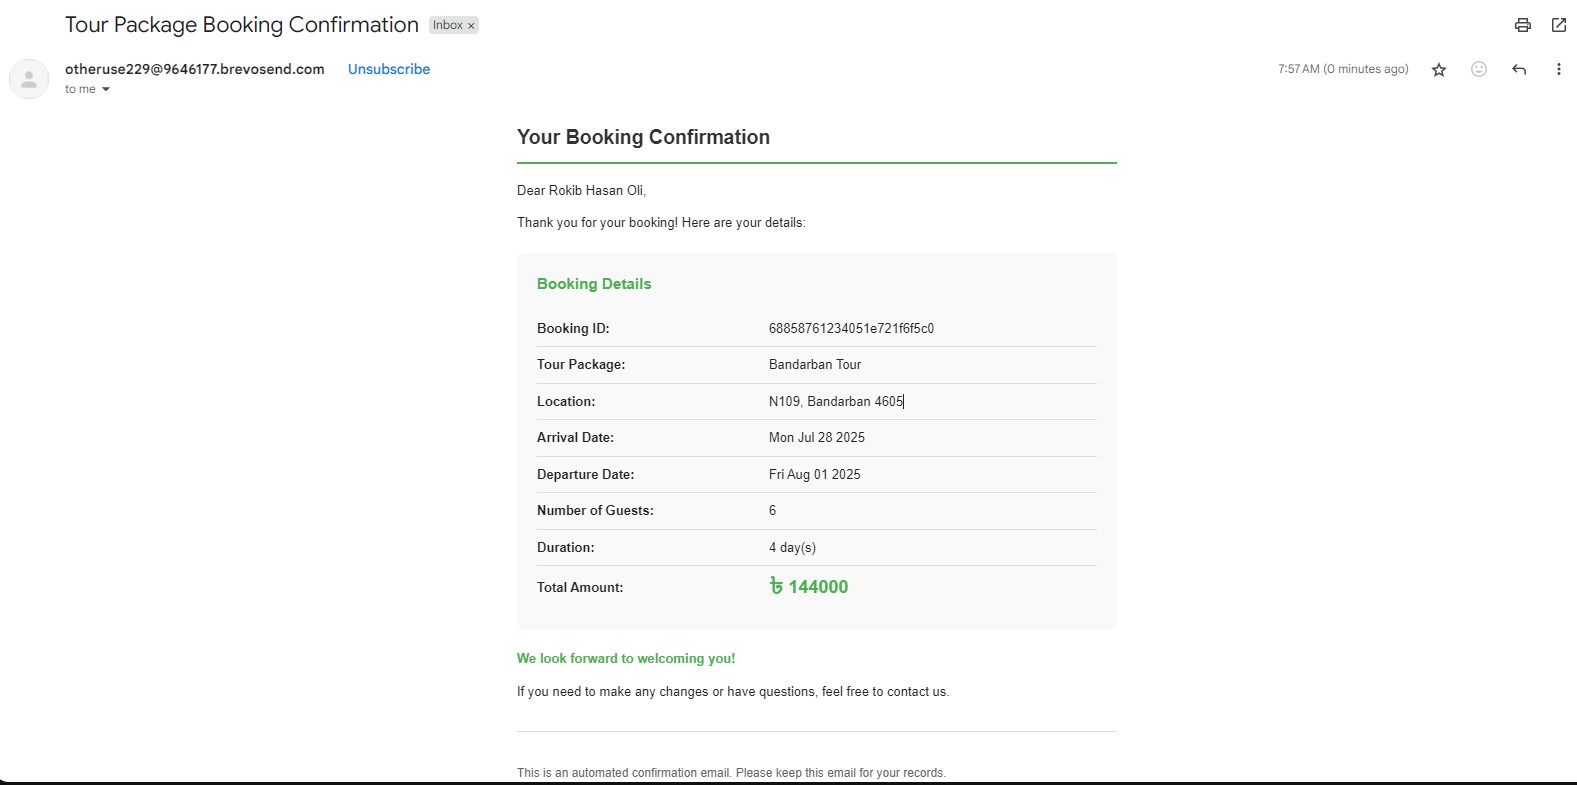 Tour Package Booking Confirmation Inbox ×
otheruse229@9646177.brevosend.com Unsubscribe 7:57 AM (0 minutes ago)
to me
Your Booking Confirmation
Dear Rokib Hasan Oli,
Thank you for your booking! Here are your details:
Booking Details
Booking ID: 68858761234051e721f6f5c0
Tour Package: Bandarban Tour
Location: N109, Bandarban 4605
Arrival Date: Mon Jul 28 2025
Departure Date: Fri Aug 01 2025
Number of Guests: 6
Duration: 4 day(s)
Total Amount: ৳ 144000
We look forward to welcoming you!
If you need to make any changes or have questions, feel free to contact us.
This is an automated confirmation email. Please keep this email for your records.